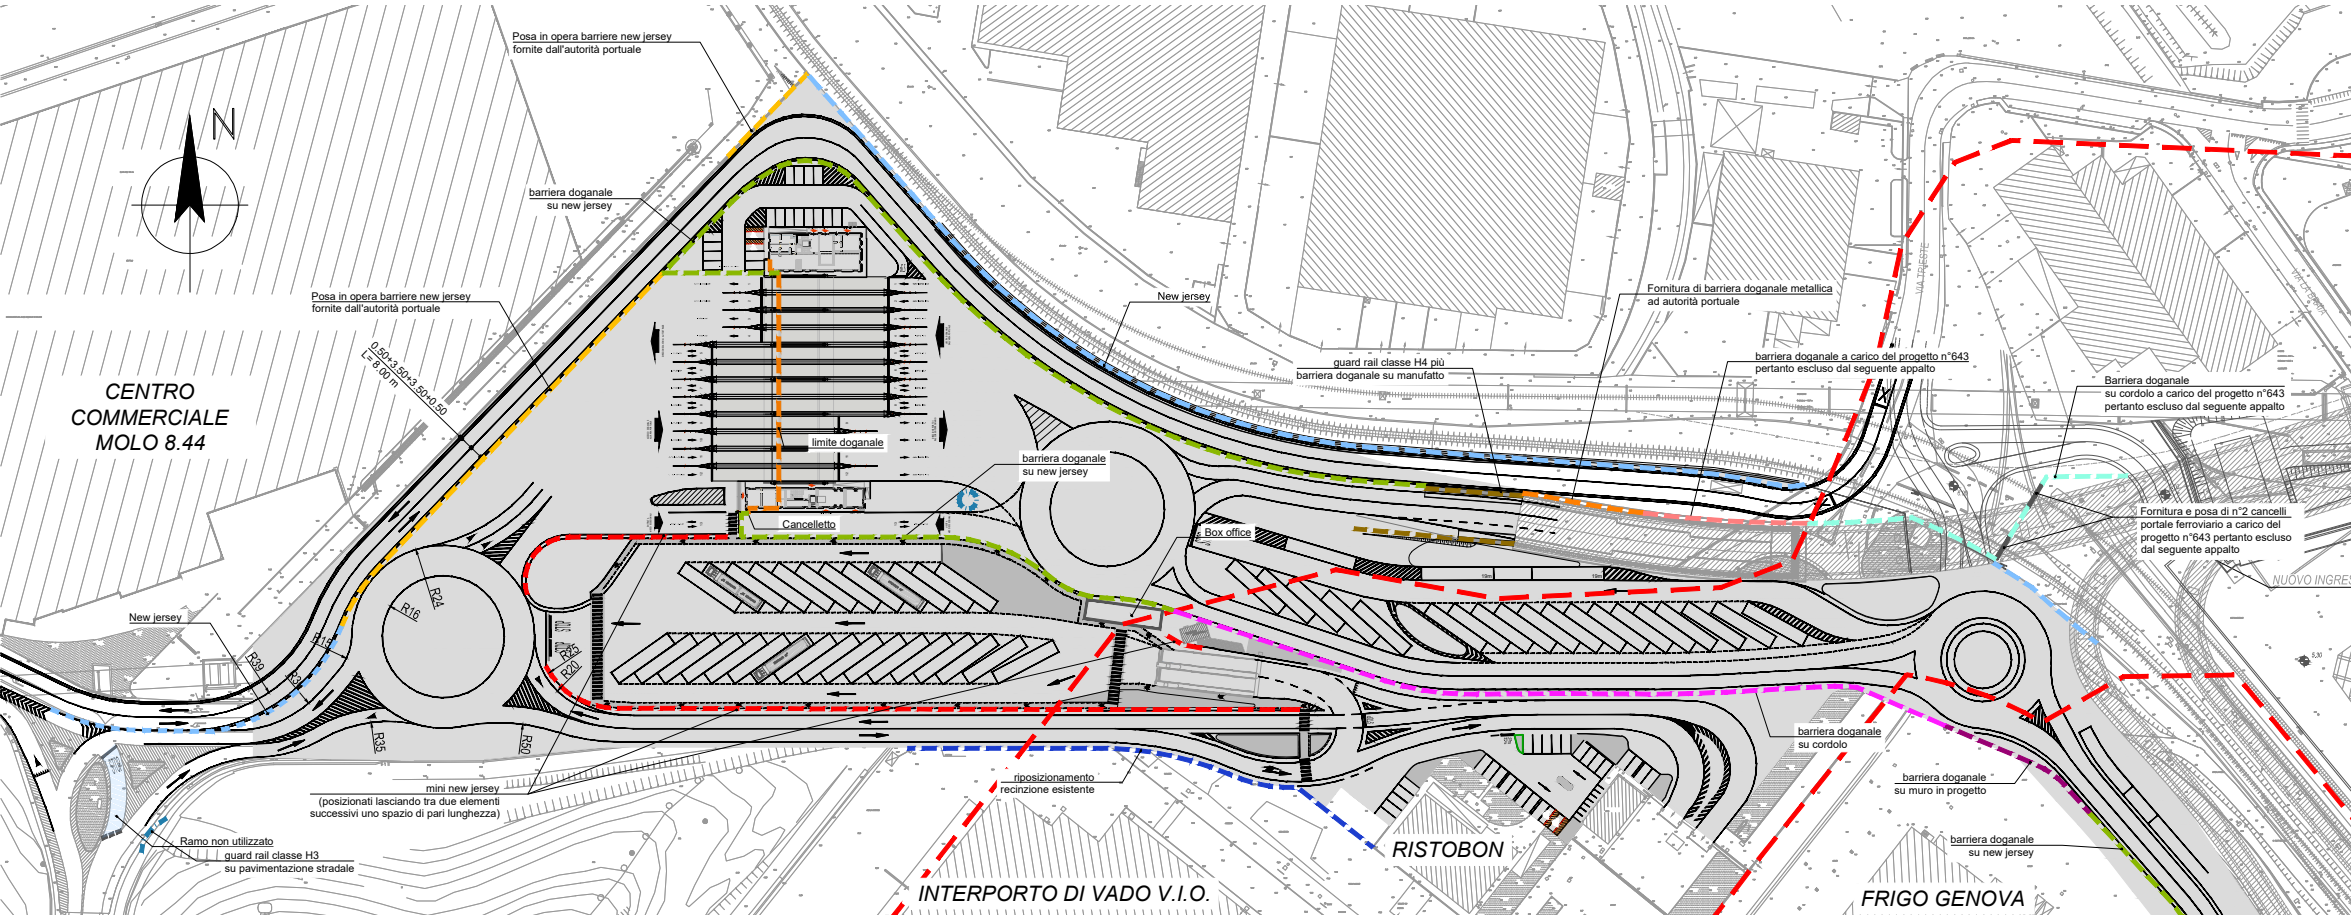 Posa in opera barriere new jersey
fornite dall'autorità portuale
N
barriera doganale
su new jersey
Posa in opera barriere new jersey
fornite dall'autorità portuale
New jersey
Fornitura di barriera doganale metallica
ad autorità portuale
VIA TRIESTE
0.50+3.50+3.50+0.50
L= 8.00 m
guard rail classe H4 più
barriera doganale su manufatto
barriera doganale a carico del progetto n°643
pertanto escluso dal seguente appalto
Barriera doganale
su cordolo a carico del progetto n°643
pertanto escluso dal seguente appalto
CENTRO
COMMERCIALE
MOLO 8.44
limite doganale
barriera doganale
su new jersey
Cancelletto
Box office
Fornitura e posa di n°2 cancelli
portale ferroviario a carico del
progetto n°643 pertanto escluso
dal seguente appalto
NUOVO INGRES
19m
19m
R24
R16
New jersey
R15
R39
R25
R20
R35
R50
5,30
barriera doganale
su cordolo
riposizionamento
recinzione esistente
barriera doganale
su muro in progetto
mini new jersey
(posizionati lasciando tra due elementi
successivi uno spazio di pari lunghezza)
Ramo non utilizzato
guard rail classe H3
su pavimentazione stradale
barriera doganale
su new jersey
RISTOBON
INTERPORTO DI VADO V.I.O.
FRIGO GENOVA